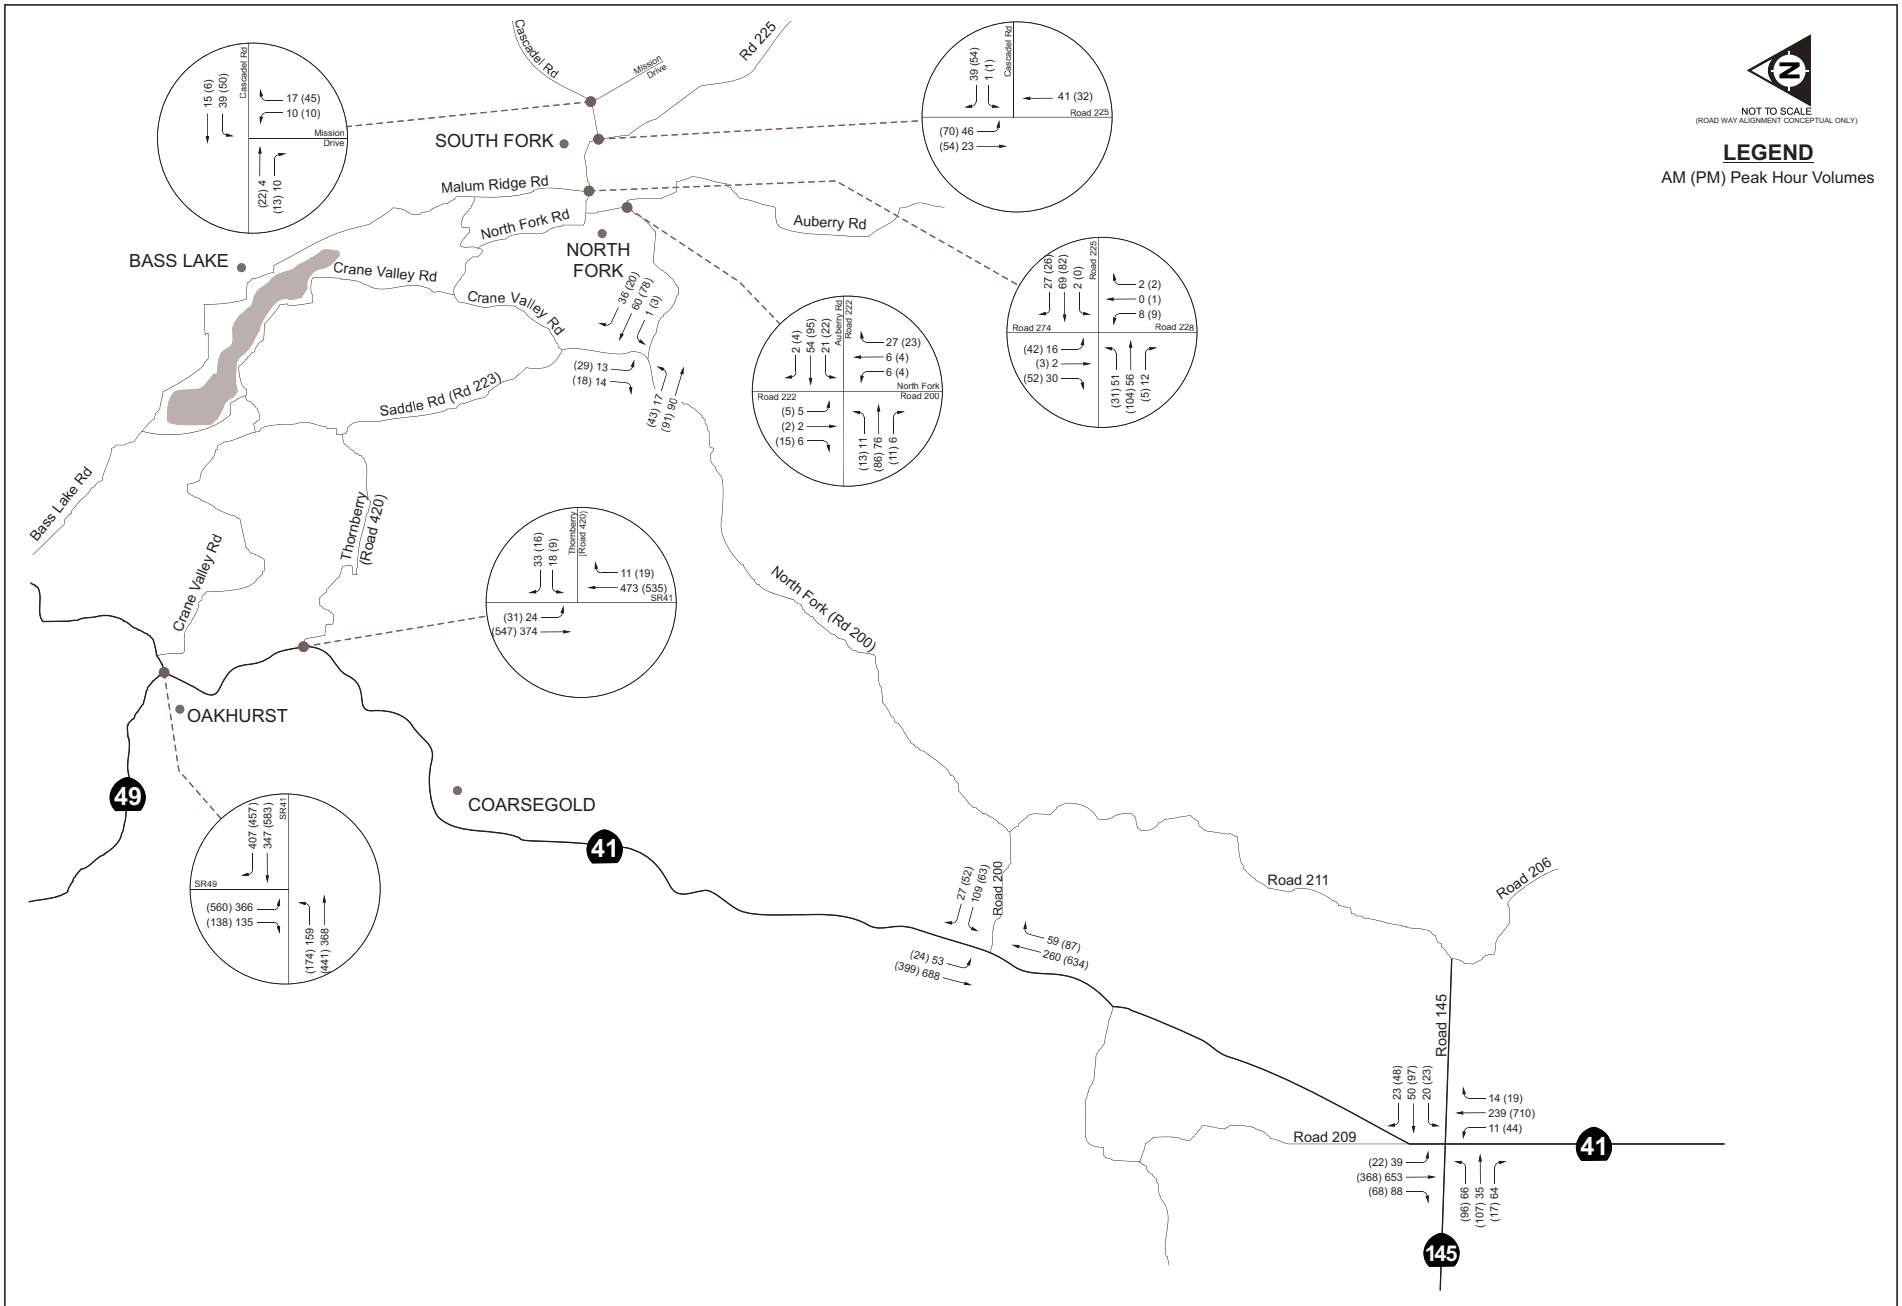 Cascadel Rd
Mission
Drive
Rd 225
NOT TO SCALE
(ROAD WAY ALIGNMENT CONCEPTUAL ONLY)
LEGEND
AM (PM) Peak Hour Volumes
15 (6)
39 (50)
Cascadel Rd
17 (45)
10 (10)
Mission
Drive
(22) 4
(13) 10
39 (54)
1 (1)
Cascadel Rd
41 (32)
Road 225
(70) 46
(54) 23
SOUTH FORK
Malum Ridge Rd
North Fork Rd
NORTH
FORK
Auberry Rd
BASS LAKE
Crane Valley Rd
Crane Valley Rd
36 (20)
60 (78)
1 (3)
(29) 13
(18) 14
(43) 17
(91) 90
27 (26)
69 (82)
2 (0)
Road 225
2 (2)
0 (1)
8 (9)
Road 274
Road 228
(42) 16
(3) 2
(52) 30
(31) 51
(104) 56
(5) 12
2 (4)
54 (95)
21 (22)
Auberry Rd
Road 222
27 (23)
6 (4)
6 (4)
North Fork
Road 222
Road 200
(5) 5
(2) 2
(15) 6
(13) 11
(86) 76
(11) 6
Saddle Rd (Rd 223)
Bass Lake Rd
Thornberry
(Road 420)
Crane Valley Rd
33 (16)
18 (9)
Thornberry
(Road 420)
11 (19)
473 (535)
SR41
(31) 24
(547) 374
North Fork (Rd 200)
OAKHURST
49
COARSEGOLD
41
407 (457)
347 (583)
SR41
SR49
(560) 366
(138) 135
(174) 159
(441) 368
27 (52)
109 (63)
Road 200
59 (87)
260 (634)
(24) 53
(399) 688
Road 211
Road 206
Road 145
23 (48)
50 (97)
20 (23)
14 (19)
239 (710)
11 (44)
Road 209
41
(22) 39
(368) 653
(68) 88
(96) 66
(107) 35
(17) 64
145